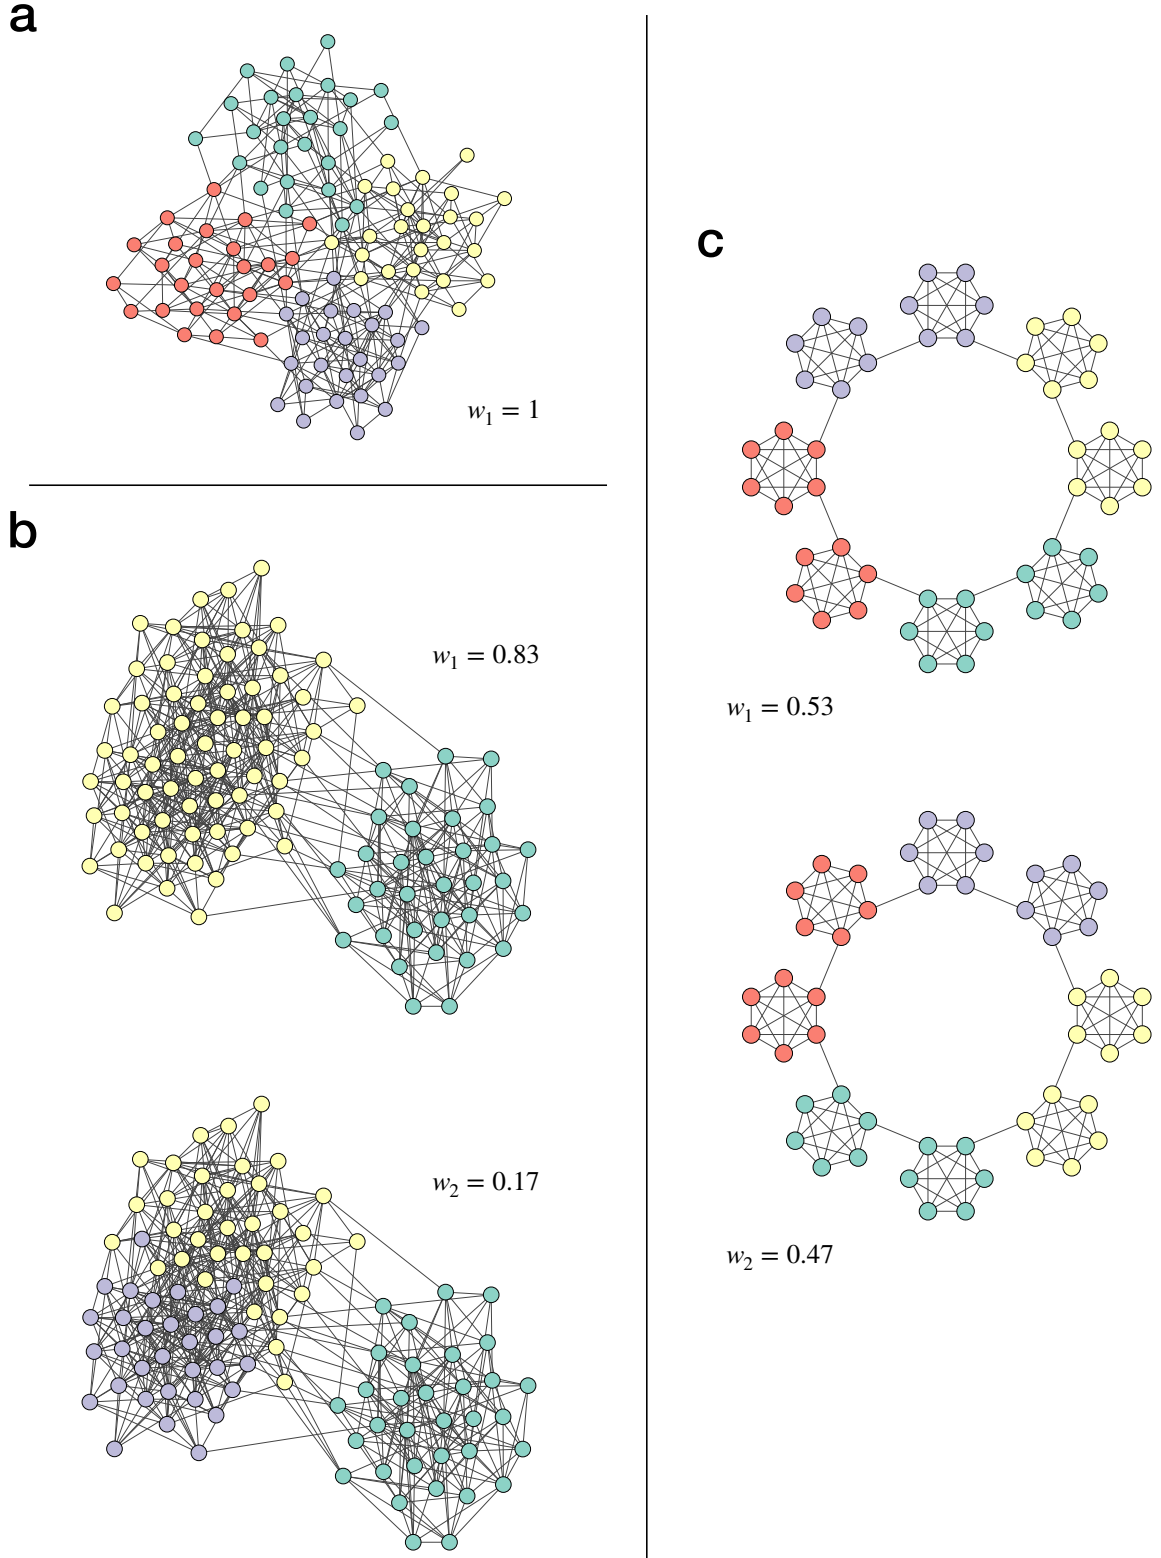 a
w₁ = 1
b
w₁ = 0.83
w₂ = 0.17
c
w₁ = 0.53
w₂ = 0.47